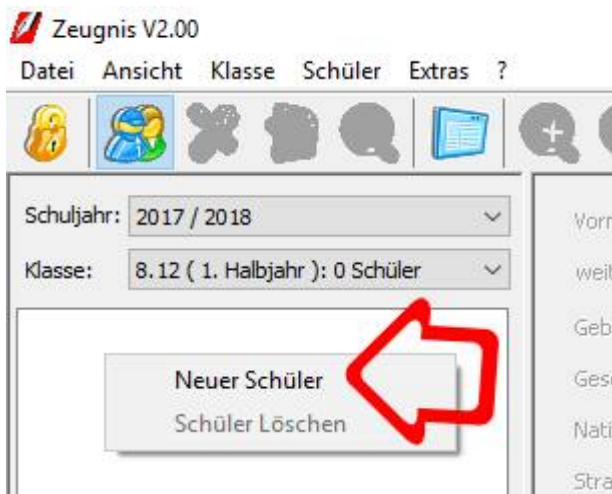 Zeugnis V2.00
Datei Ansicht Klasse Schüler Extras ?
Schuljahr: 2017 / 2018
Klasse: 8.12 ( 1. Halbjahr ): 0 Schüler
Neuer Schüler
Schüler Löschen